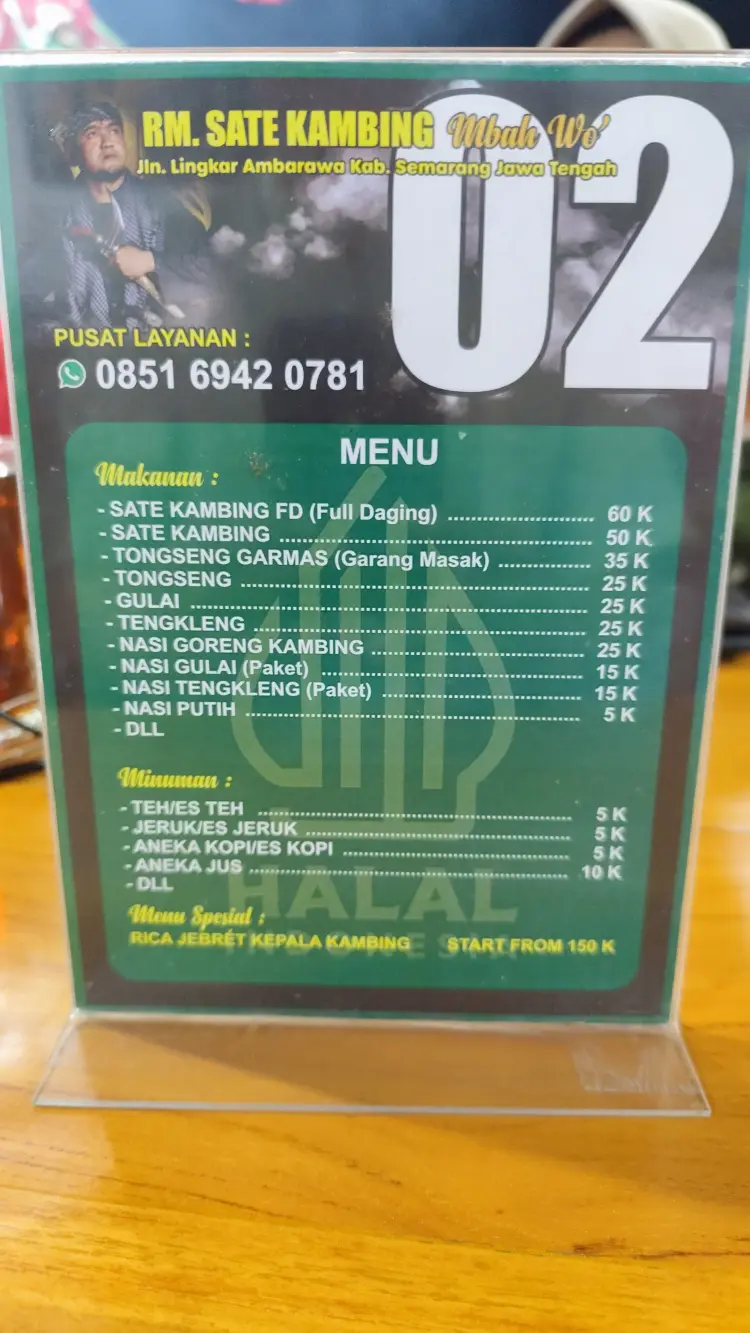 RM. SATE KAMBING Mbah Wo'
Jln. Lingkar Ambarawa Kab. Semarang Jawa Tengah
02
PUSAT LAYANAN :
0851 6942 0781
MENU
Makanan :
- SATE KAMBING FD (Full Daging) ........................ 60 K
- SATE KAMBING .................................................... 50 K
- TONGSENG GARMAS (Garang Masak) ............... 35 K
- TONGSENG .......................................................... 25 K
- GULAI .................................................................. 25 K
- TENGKLENG ........................................................ 25 K
- NASI GORENG KAMBING .................................... 25 K
- NASI GULAI (Paket) ............................................. 15 K
- NASI TENGKLENG (Paket) ................................... 15 K
- NASI PUTIH .......................................................... 5 K
- DLL
Minuman :
- TEH/ES TEH ........................................................ 5 K
- JERUK/ES JERUK ................................................ 5 K
- ANEKA KOPI/ES KOPI .......................................... 5 K
- ANEKA JUS .......................................................... 10 K
- DLL
HALAL
INDONESIA
Menu Spesial :
RICA JEBRÉT KEPALA KAMBING START FROM 150 K